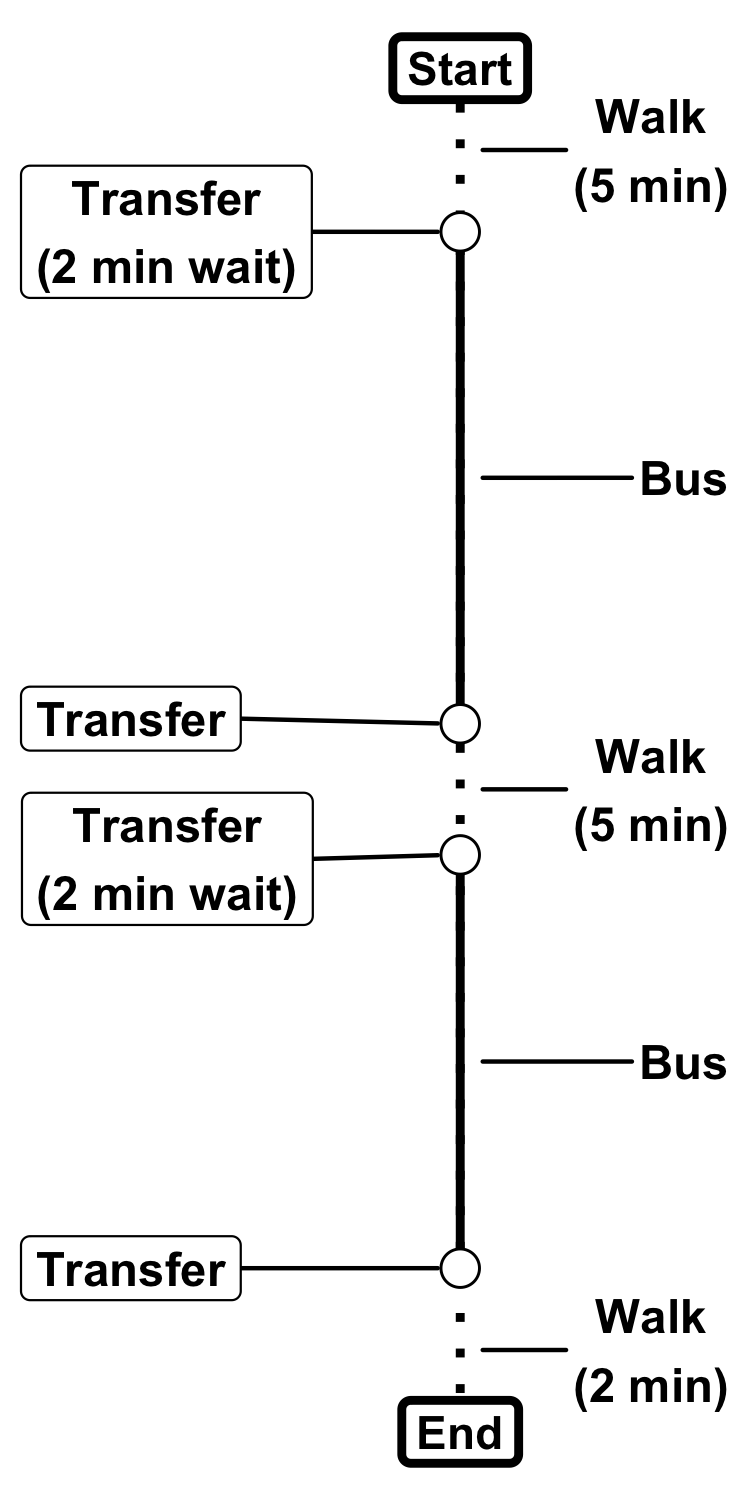 Start
Walk
(5 min)
Transfer
(2 min wait)
Bus
Transfer
Walk
(5 min)
Transfer
(2 min wait)
Bus
Transfer
Walk
(2 min)
End